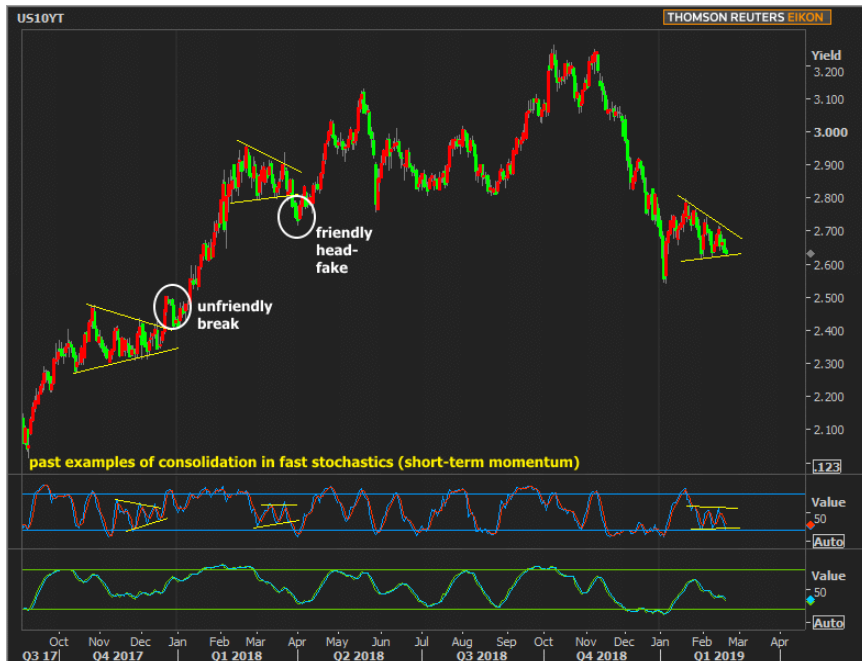 US10YT
THOMSON REUTERS EIKON
Yield
3.200
3.100
3.000
2.900
2.800
2.700
2.600
2.500
2.400
2.300
2.200
2.100
.123
friendly
head-
fake
unfriendly
break
past examples of consolidation in fast stochastics (short-term momentum)
Value
50
Auto
Value
50
Auto
Oct Nov Dec Jan Feb Mar Apr May Jun Jul Aug Sep Oct Nov Dec Jan Feb Mar Apr
Q3 17 Q4 2017 Q1 2018 Q2 2018 Q3 2018 Q4 2018 Q1 2019